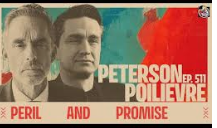 PETERSON
EP. 511
POILIEVRE
PERIL AND PROMISE